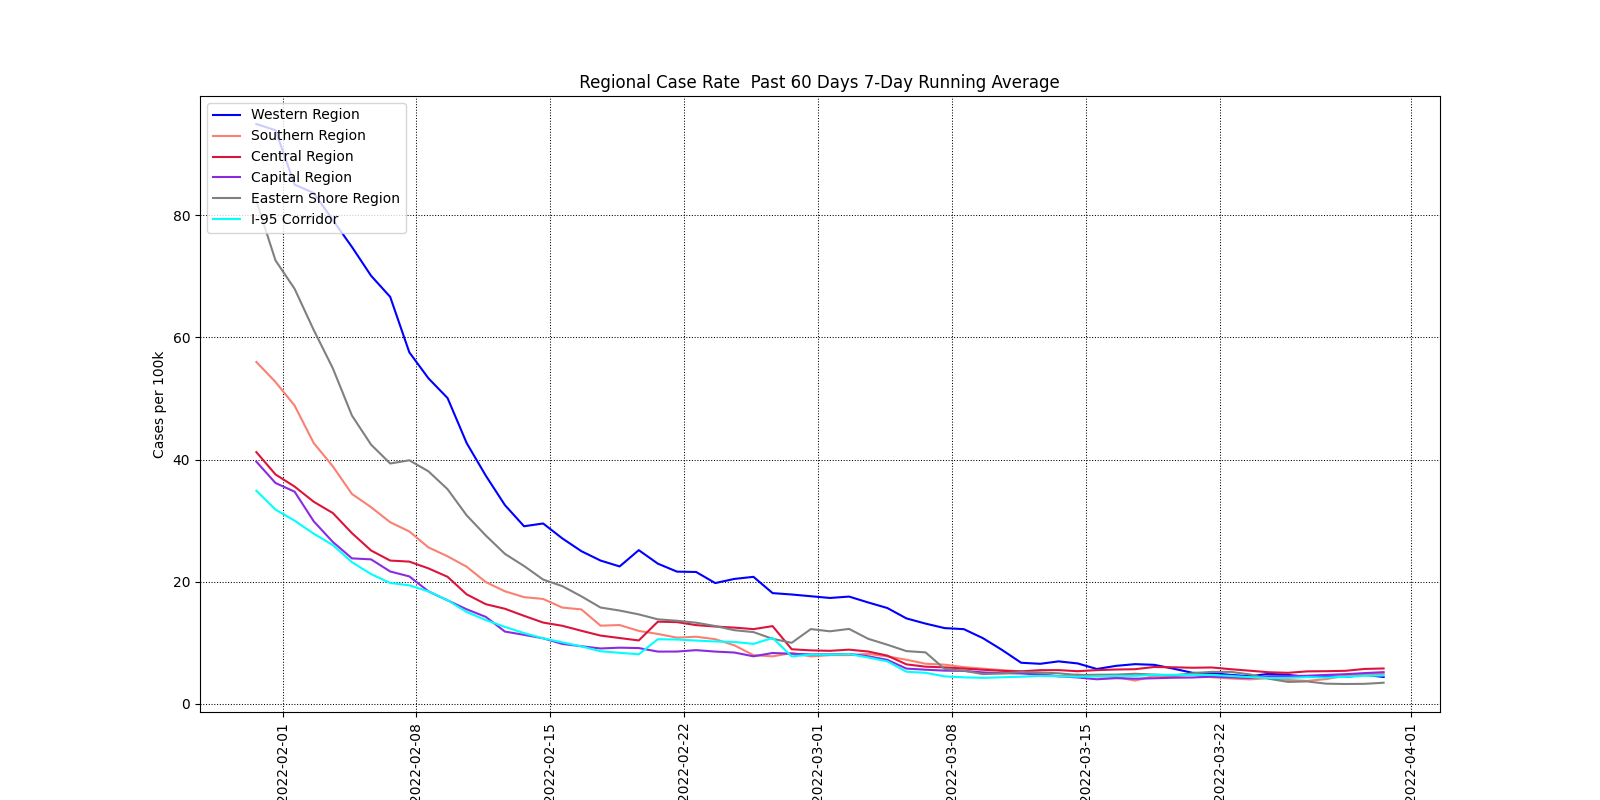 Regional Case Rate  Past 60 Days 7-Day Running Average
Western Region
Southern Region
Central Region
Capital Region
Eastern Shore Region
I-95 Corridor
Cases per 100k
80
60
40
20
0
2022-02-01
2022-02-08
2022-02-15
2022-02-22
2022-03-01
2022-03-08
2022-03-15
2022-03-22
2022-04-01